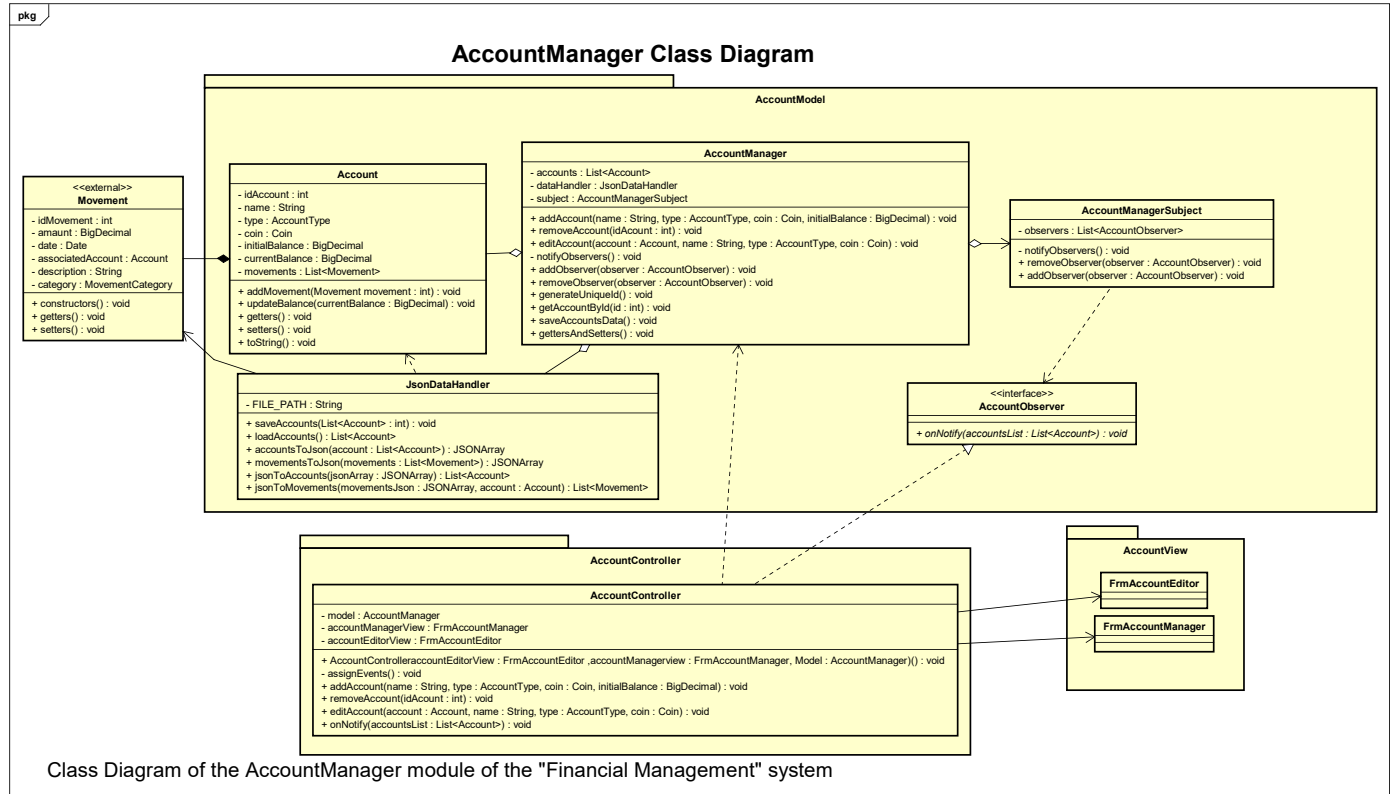 pkg
AccountManager Class Diagram
AccountModel
<<external>>
Movement
- idMovement : int
- amaunt : BigDecimal
- date : Date
- associatedAccount : Account
- description : String
- category : MovementCategory
+ constructors() : void
+ getters() : void
+ setters() : void
Account
- idAccount : int
- name : String
- type : AccountType
- coin : Coin
- initialBalance : BigDecimal
- currentBalance : BigDecimal
- movements : List<Movement>
+ addMovement(Movement movement : int) : void
+ updateBalance(currentBalance : BigDecimal) : void
+ getters() : void
+ setters() : void
+ toString() : void
AccountManager
- accounts : List<Account>
- dataHandler : JsonDataHandler
- subject : AccountManagerSubject
+ addAccount(name : String, type : AccountType, coin : Coin, initialBalance : BigDecimal) : void
+ removeAccount(idAcount : int) : void
+ editAccount(account : Account, name : String, type : AccountType, coin : Coin) : void
- notifyObservers() : void
+ addObserver(observer : AccountObserver) : void
+ removeObserver(observer : AccountObserver) : void
+ generateUniqueId() : void
+ getAccountById(id : int) : void
+ saveAccountsData() : void
+ gettersAndSetters() : void
AccountManagerSubject
- observers : List<AccountObserver>
- notifyObservers() : void
+ removeObserver(observer : AccountObserver) : void
+ addObserver(observer : AccountObserver) : void
JsonDataHandler
- FILE_PATH : String
+ saveAccounts(List<Account> : int) : void
+ loadAccounts() : List<Account>
+ accountsToJson(account : List<Account>) : JSONArray
+ movementsToJson(movements : List<Movement>) : JSONArray
+ jsonToAccounts(jsonArray : JSONArray) : List<Account>
+ jsonToMovements(movementsJson : JSONArray, account : Account) : List<Movement>
<<interface>>
AccountObserver
+ onNotify(accountsList : List<Account>) : void
AccountController
AccountController
- model : AccountManager
- accountManagerView : FrmAccountManager
- accountEditorView : FrmAccountEditor
+ AccountControlleraccountEditorView : FrmAccountEditor ,accountManagerview : FrmAccountManager, Model : AccountManager)() : void
- assignEvents() : void
+ addAccount(name : String, type : AccountType, coin : Coin, initialBalance : BigDecimal) : void
+ removeAccount(idAcount : int) : void
+ editAccount(account : Account, name : String, type : AccountType, coin : Coin) : void
+ onNotify(accountsList : List<Account>) : void
AccountView
FrmAccountEditor
FrmAccountManager
Class Diagram of the AccountManager module of the "Financial Management" system